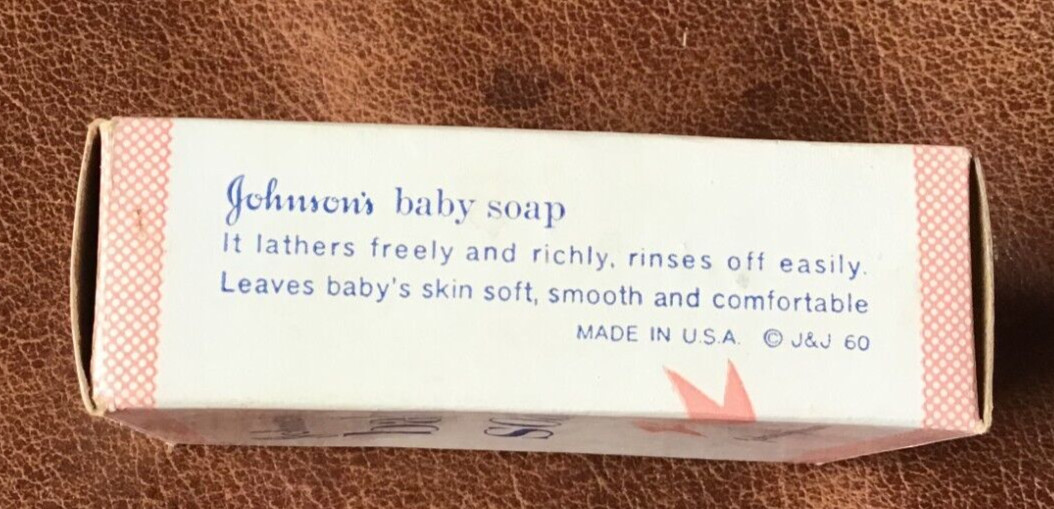 Johnson's baby soap
It lathers freely and richly, rinses off easily.
Leaves baby's skin soft, smooth and comfortable
MADE IN U.S.A. © J&J 60